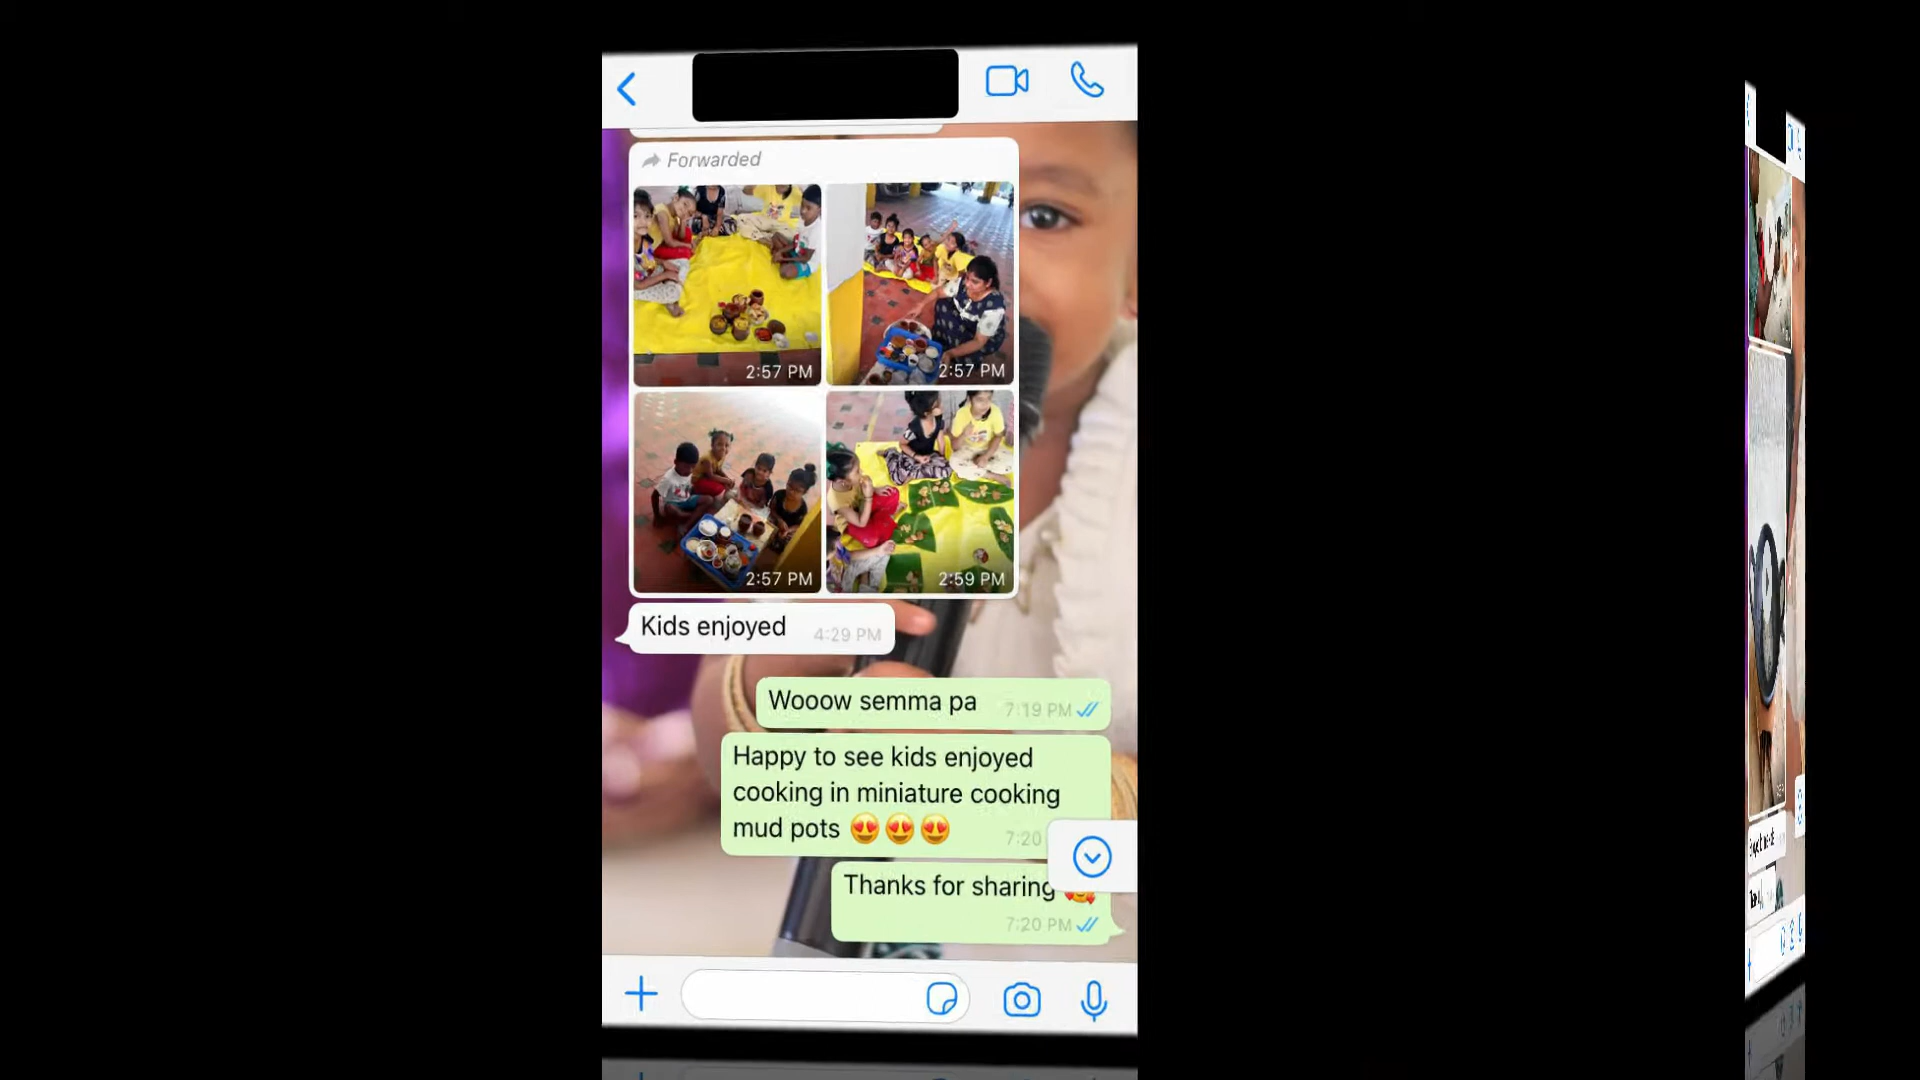 Forwarded
2:57 PM
2:57 PM
2:57 PM
2:59 PM
Kids enjoyed
4:29 PM
Wooow semma pa
7:19 PM
Happy to see kids enjoyed
cooking in miniature cooking
mud pots 😍😍😍
7:20
Thanks for sharing 🥰
7:20 PM